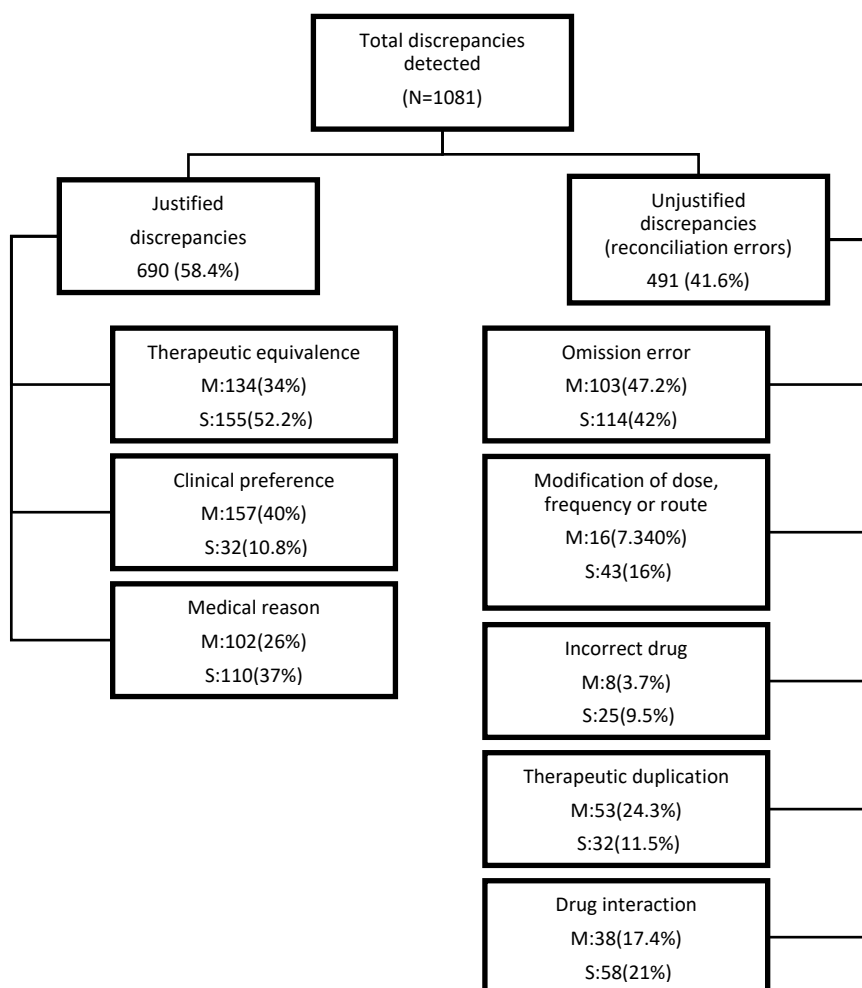 Total discrepancies
detected
(N=1081)
Justified
discrepancies
690 (58.4%)
Unjustified
discrepancies
(reconciliation errors)
491 (41.6%)
Therapeutic equivalence
M:134(34%)
S:155(52.2%)
Clinical preference
M:157(40%)
S:32(10.8%)
Medical reason
M:102(26%)
S:110(37%)
Omission error
M:103(47.2%)
S:114(42%)
Modification of dose,
frequency or route
M:16(7.340%)
S:43(16%)
Incorrect drug
M:8(3.7%)
S:25(9.5%)
Therapeutic duplication
M:53(24.3%)
S:32(11.5%)
Drug interaction
M:38(17.4%)
S:58(21%)